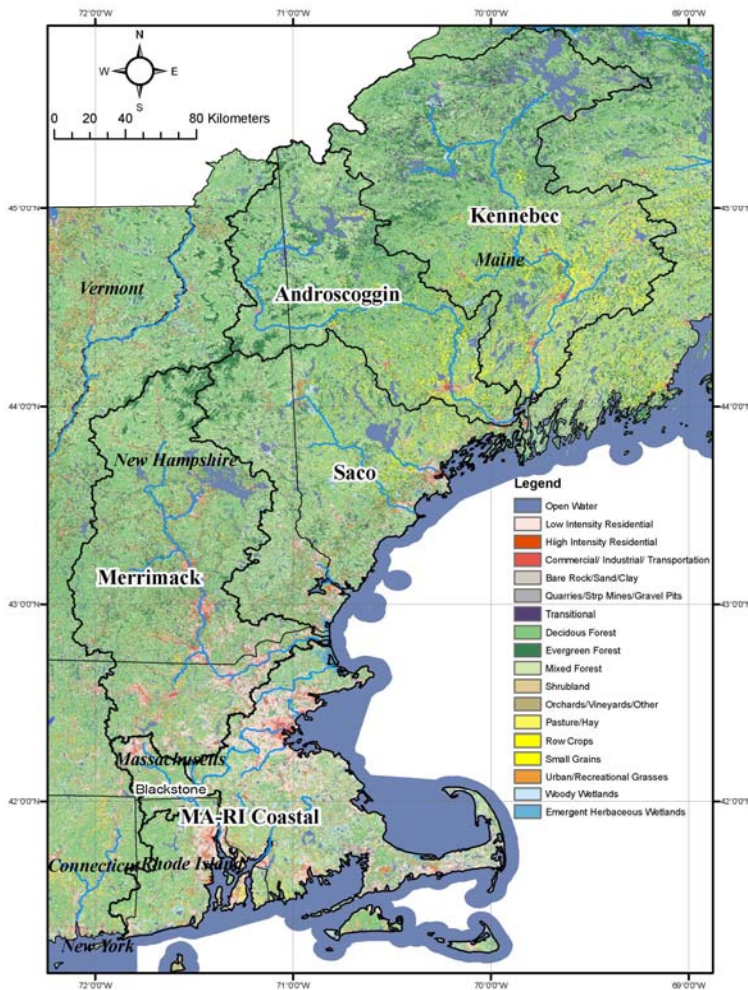 72°0'0"W 71°0'0"W 70°0'0"W 69°0'0"W
N
W E
S
0 20 40 80 Kilometers
45°0'0"N 45°0'0"N
Kennebec
Maine
Vermont
Androscoggin
44°0'0"N 44°0'0"N
New Hampshire
Saco
Legend
Open Water
Low Intensity Residential
High Intensity Residential
Commercial/ Industrial/ Transportation
Bare Rock/Sand/Clay
Quarries/Strp Mines/Gravel Pits
Transitional
Decidous Forest
Evergreen Forest
Mixed Forest
Shrubland
Orchards/Vineyards/Other
Pasture/Hay
Row Crops
Small Grains
Urban/Recreational Grasses
Woody Wetlands
Emergent Herbaceous Wetlands
Merrimack
43°0'0"N 43°0'0"N
Massachusetts
Blackstone
42°0'0"N 42°0'0"N
MA-RI Coastal
Connecticut Rhode Island
New York
72°0'0"W 71°0'0"W 70°0'0"W 69°0'0"W